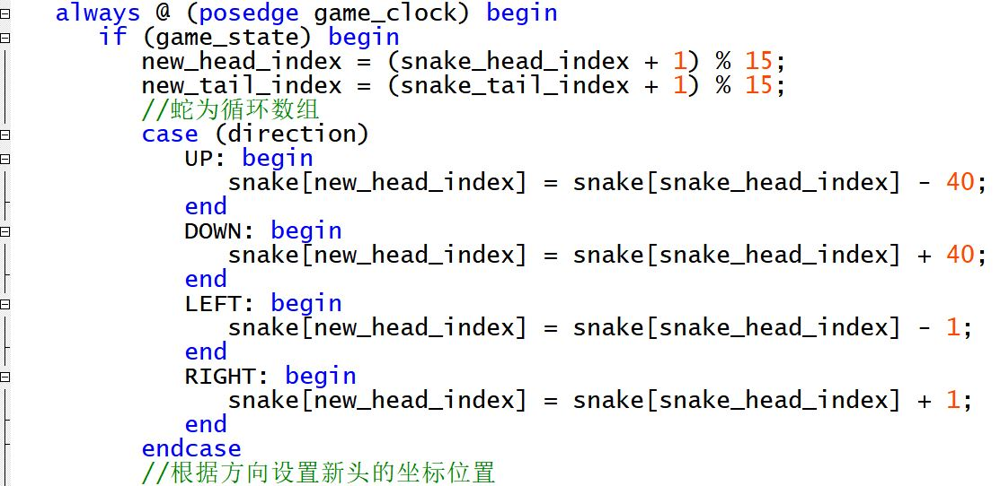 always @ (posedge game_clock) begin
if (game_state) begin
new_head_index = (snake_head_index + 1) % 15;
new_tail_index = (snake_tail_index + 1) % 15;
//蛇为循环数组
case (direction)
UP: begin
snake[new_head_index] = snake[snake_head_index] - 40;
end
DOWN: begin
snake[new_head_index] = snake[snake_head_index] + 40;
end
LEFT: begin
snake[new_head_index] = snake[snake_head_index] - 1;
end
RIGHT: begin
snake[new_head_index] = snake[snake_head_index] + 1;
end
endcase
//根据方向设置新头的坐标位置